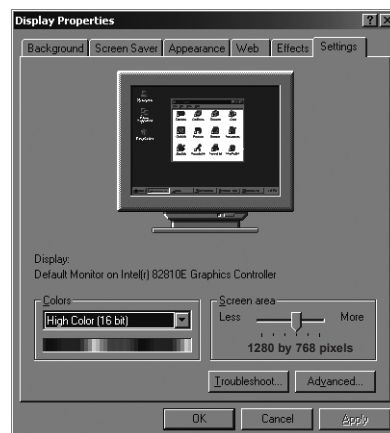 Display Properties
Background Screen Saver Appearance Web Effects Settings
Display:
Default Monitor on Intel(r) 82810E Graphics Controller
Colors
High Color (16 bit)
Screen area
Less More
1280 by 768 pixels
Troubleshoot... Advanced...
OK Cancel Apply